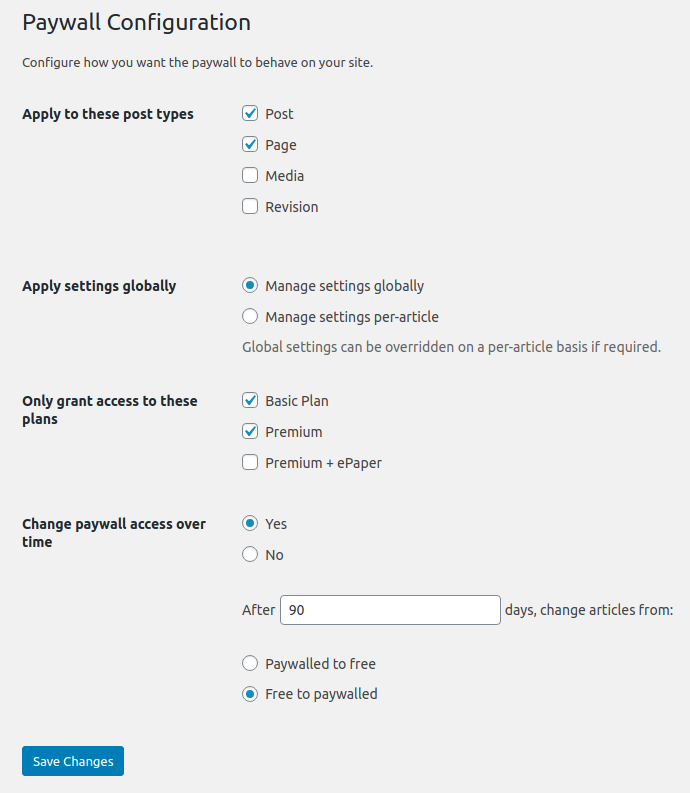 Paywall Configuration
Configure how you want the paywall to behave on your site.
Apply to these post types
Post
Page
Media
Revision
Apply settings globally
Manage settings globally
Manage settings per-article
Global settings can be overridden on a per-article basis if required.
Only grant access to these
plans
Basic Plan
Premium
Premium + ePaper
Change paywall access over
time
Yes
No
After 90 days, change articles from:
Paywalled to free
Free to paywalled
Save Changes